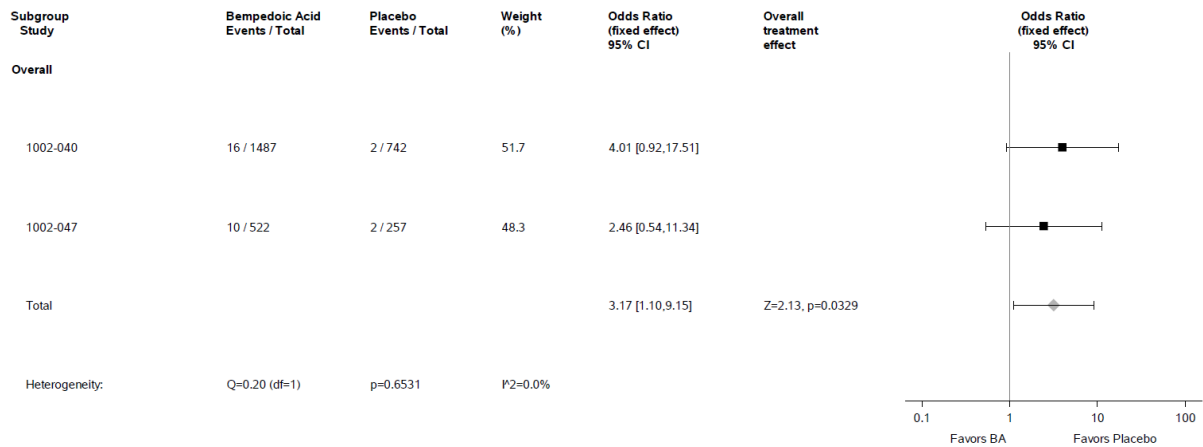 Subgroup Bempedoic Acid Placebo Weight Odds Ratio Overall Odds Ratio
Study Events / Total Events / Total (%) (fixed effect) treatment (fixed effect)
95% CI effect 95% CI
Overall
1002-040 16 / 1487 2 / 742 51.7 4.01 [0.92,17.51]
1002-047 10 / 522 2 / 257 48.3 2.46 [0.54,11.34]
Total 3.17 [1.10,9.15] Z=2.13, p=0.0329
Heterogeneity: Q=0.20 (df=1) p=0.6531 I^2=0.0%
0.1 1 10 100
Favors BA Favors Placebo